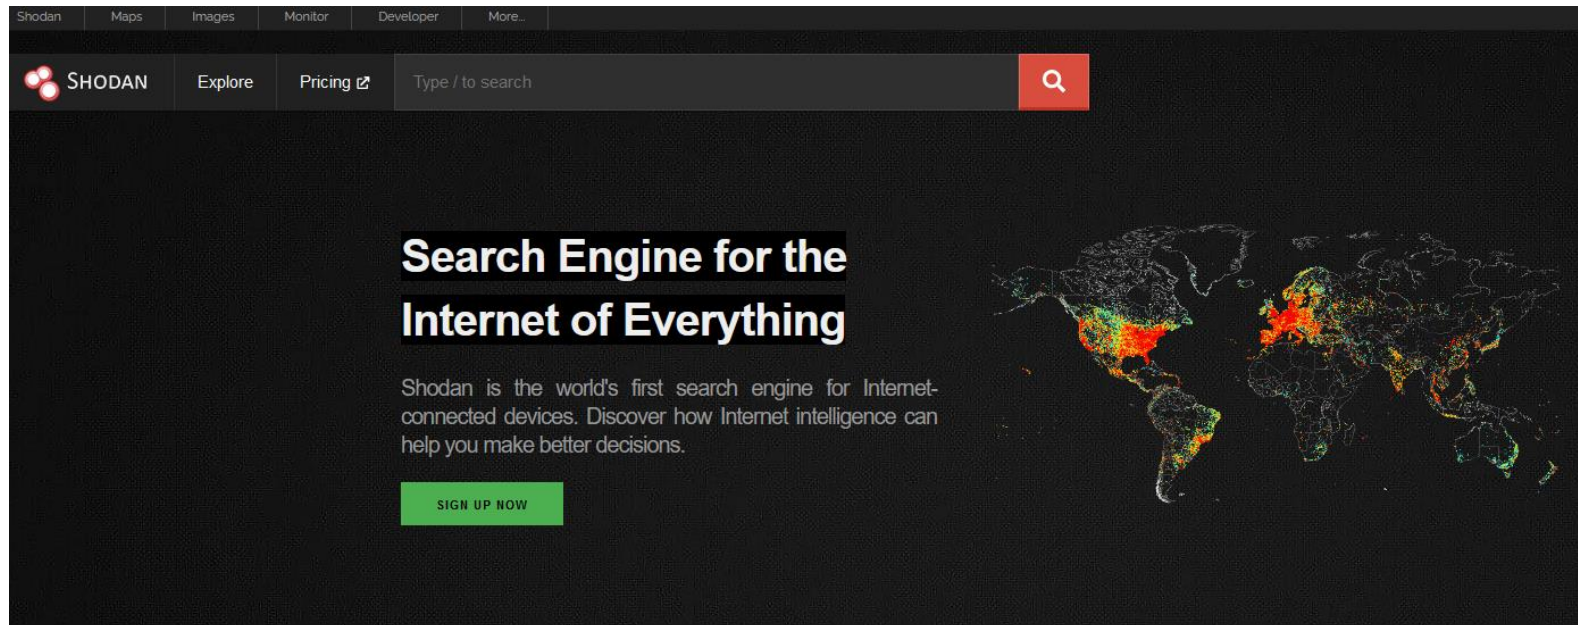 Shodan Maps Images Monitor Developer More...
SHODAN Explore Pricing Type / to search
Search Engine for the
Internet of Everything
Shodan is the world's first search engine for Internet-
connected devices. Discover how Internet intelligence can
help you make better decisions.
SIGN UP NOW